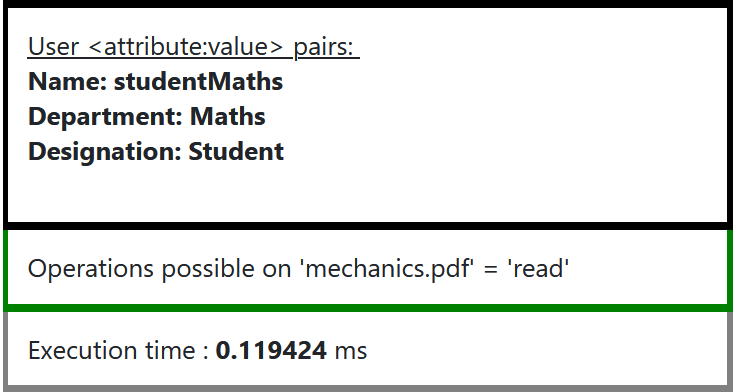 User <attribute:value> pairs:
Name: studentMaths
Department: Maths
Designation: Student
Operations possible on 'mechanics.pdf' = 'read'
Execution time : 0.119424 ms